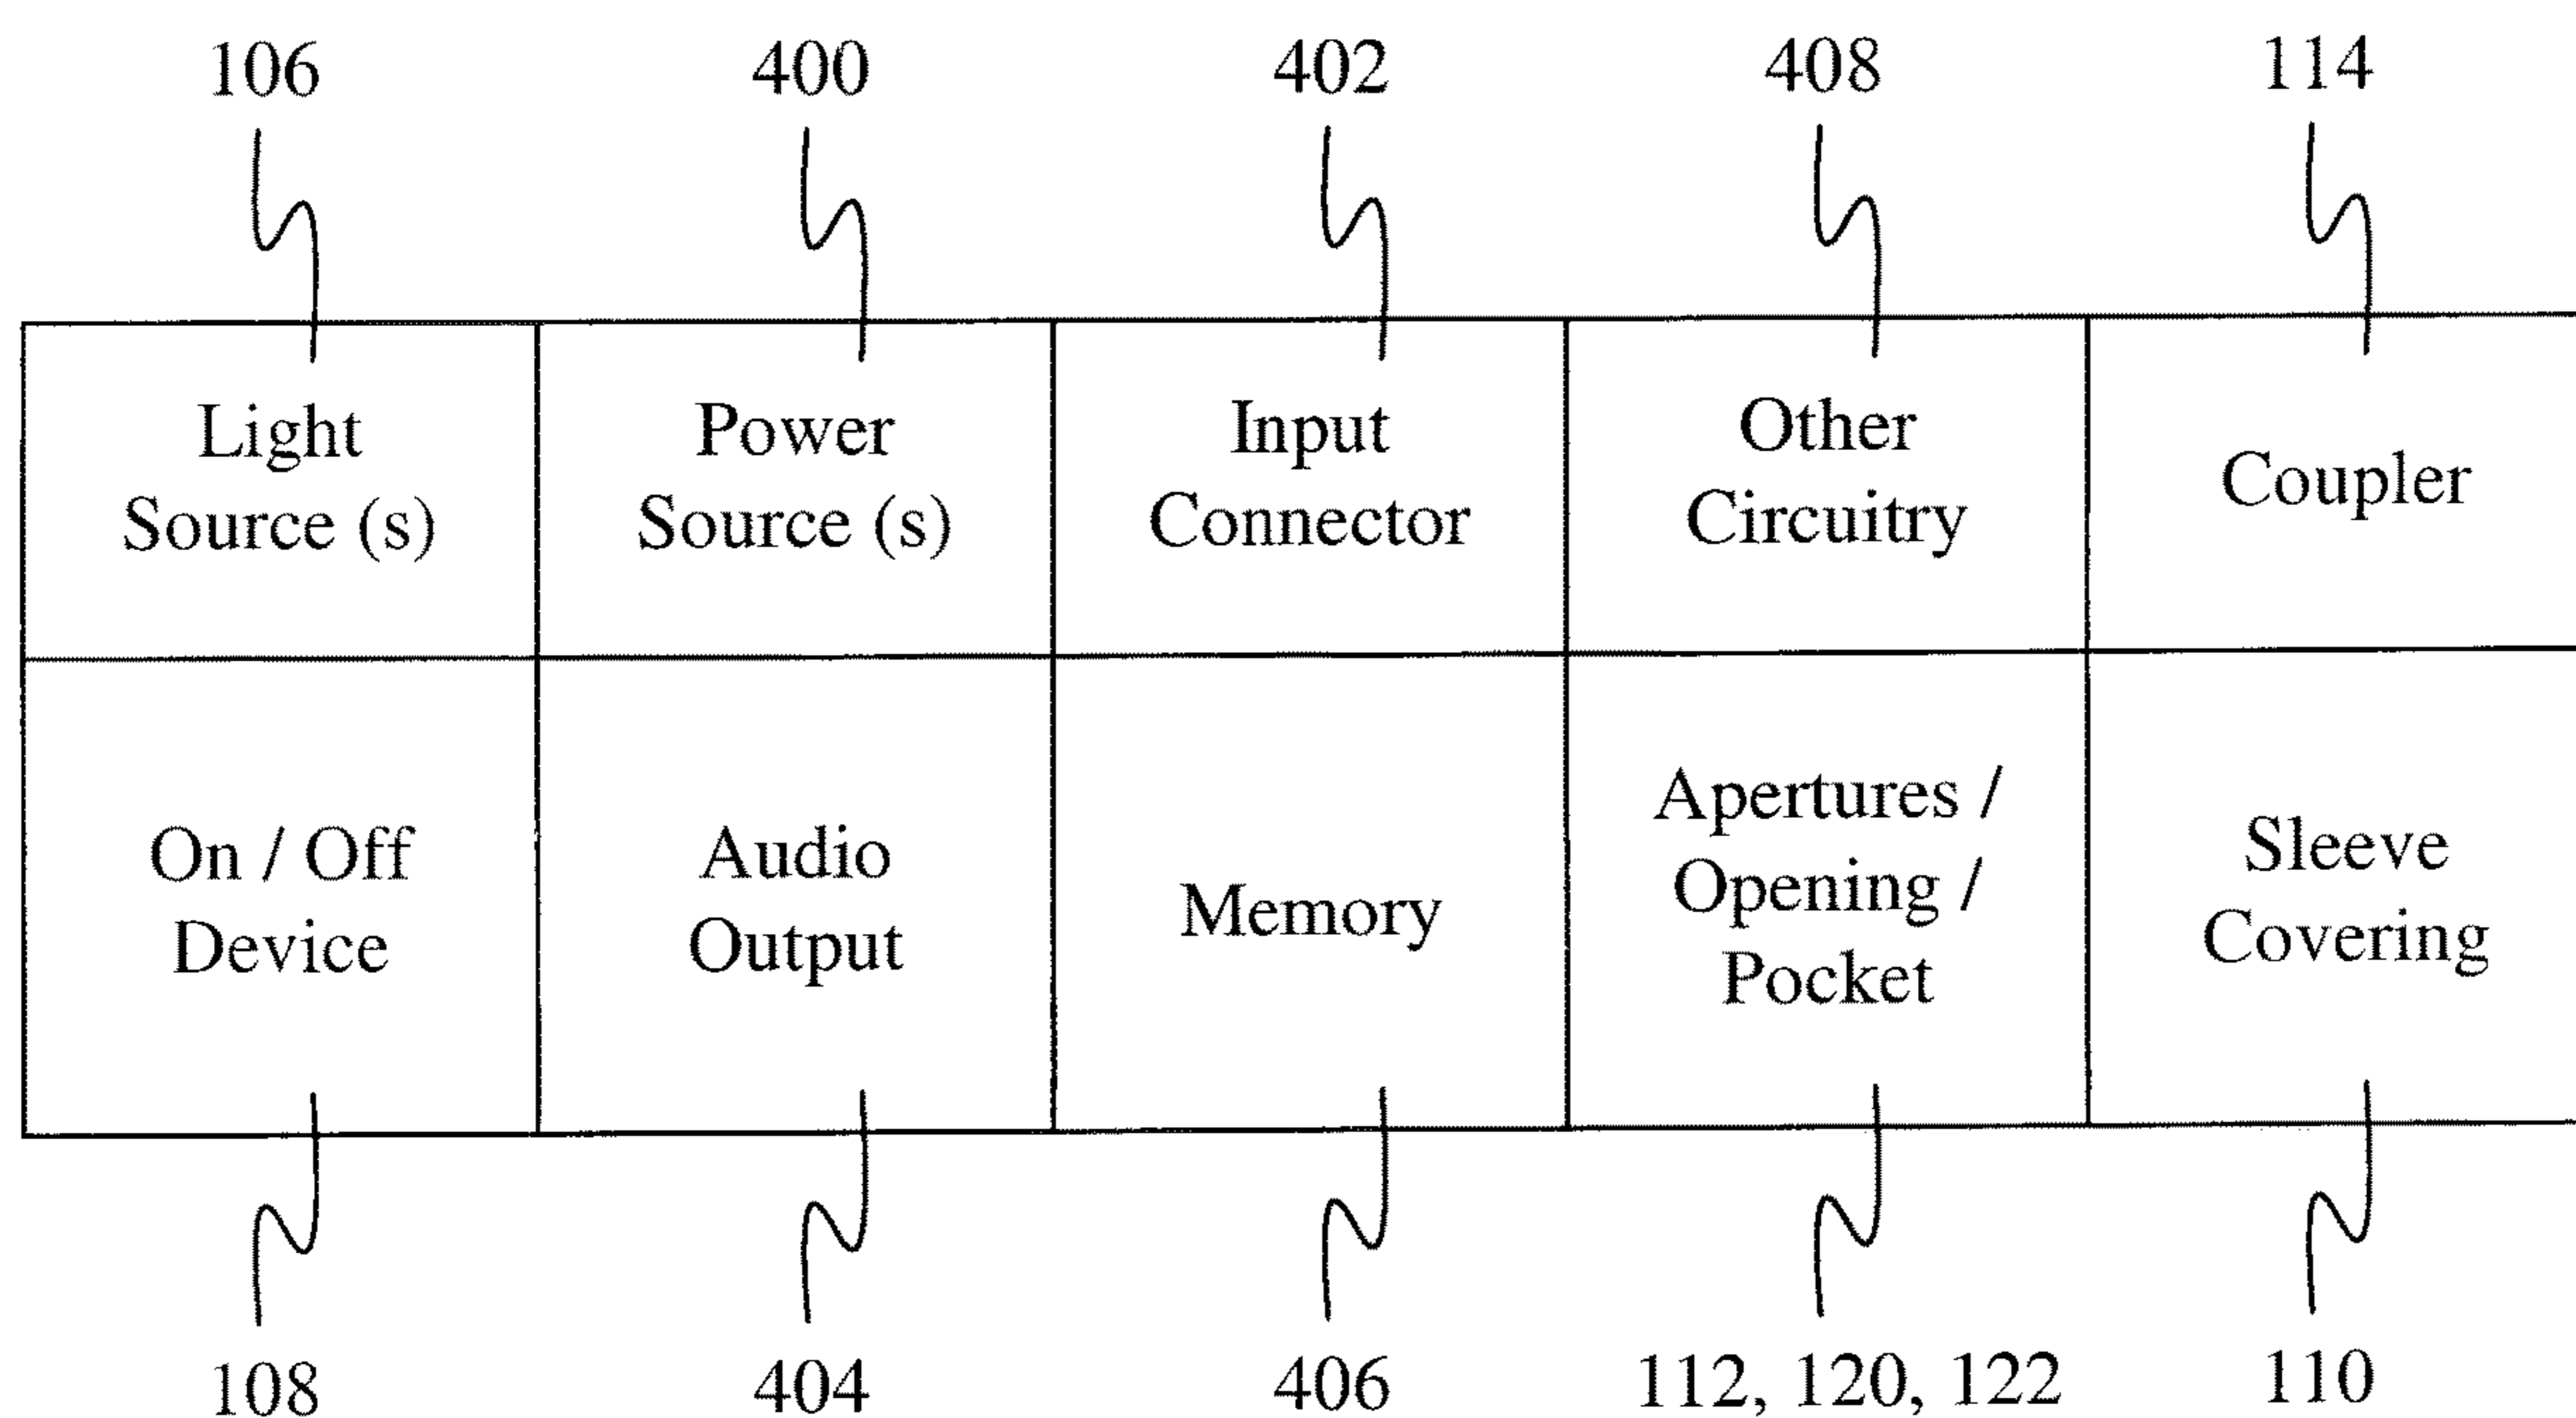 106 400 402 408 114
Light Power Input Other Coupler
Source (s) Source (s) Connector Circuitry
On / Off Audio Memory Apertures / Sleeve
Device Output Opening / Covering
Pocket
108 404 406 112, 120, 122 110